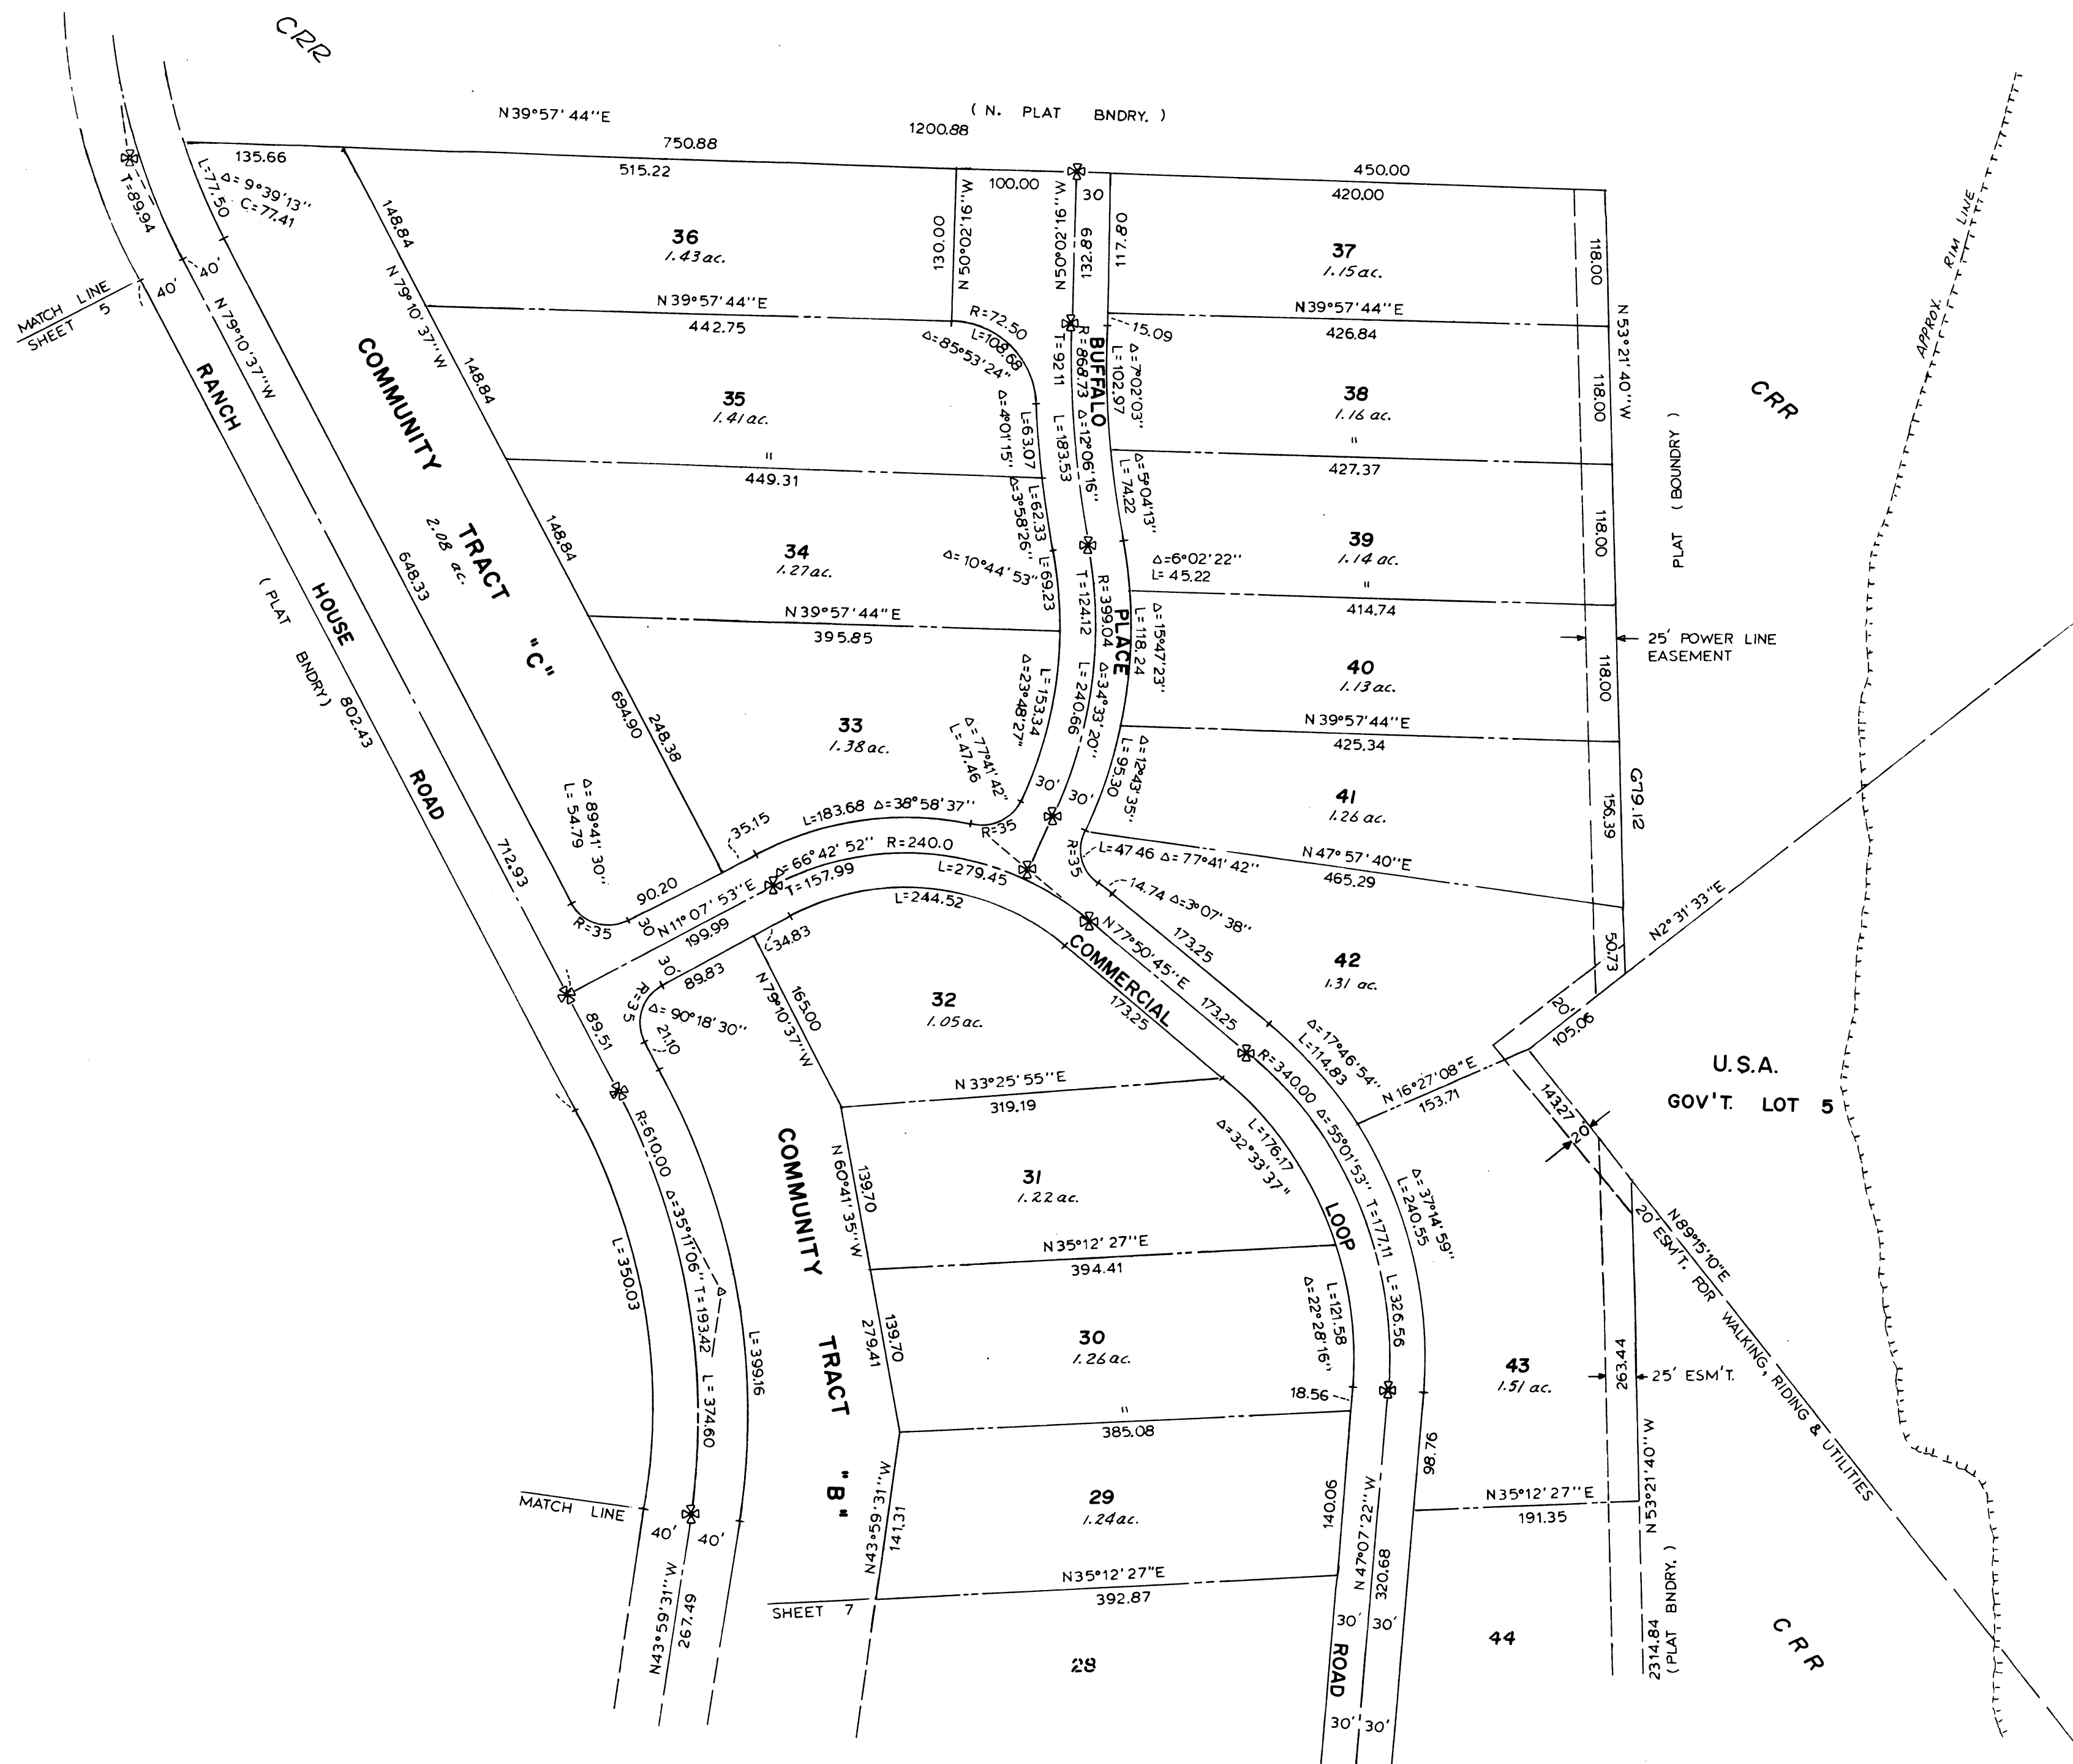 CRR
N39°57'44"E
( N. PLAT BNDRY. )
1200.88
750.88
135.66
515.22
100.00
30
450.00
420.00
L=77.50
Δ= 9°39'13"
C=77.41
T=89.94
40'
40'
MATCH LINE
SHEET 5
N79°10'37"W
RANCH
HOUSE
ROAD
( PLAT BNDRY)
802.43
712.93
648.33
COMMUNITY
TRACT
"C"
2.08 ac.
148.84
N79°10'37"W
148.84
148.84
694.90
248.38
36
1.43 ac.
130.00
N50°02'16"W
N50°02'16"W
132.89
117.80
N39°57'44"E
442.75
R=72.50
L=108.68
Δ=85°53'24"
35
1.41 ac.
"
449.31
L=63.07
Δ=4°01'15"
L=62.33
Δ=3°58'26"
34
1.27 ac.
Δ=10°44'53"
L=69.23
N39°57'44"E
395.85
33
1.38 ac.
L=153.34
Δ=23°48'27"
Δ=77°41'42"
L=47.46
R=35
BUFFALO
PLACE
T=92.11
R=868.73
L=183.53
Δ=12°06'16"
T=124.12
R=399.04
L=240.66
Δ=34°33'20"
30'
30'
37
1.15 ac.
118.00
N39°57'44"E
426.84
15.09
Δ=7°02'03"
L=102.97
38
1.16 ac.
118.00
"
427.37
Δ=5°04'13"
L=74.22
39
1.14 ac.
118.00
"
414.74
Δ=6°02'22"
L=45.22
40
1.13 ac.
118.00
Δ=15°47'23"
L=118.24
N39°57'44"E
425.34
41
1.26 ac.
156.39
Δ=12°43'35"
L=95.30
N47°57'40"E
465.29
R=35
L=47.46 Δ=77°41'42"
14.74 Δ=3°07'38"
42
1.31 ac.
50.73
N53°21'40"W
PLAT ( BOUNDRY )
679.12
25' POWER LINE
EASEMENT
CRR
APPROX. RIM LINE
N2°31'33"E
20'
105.06
N16°27'08"E
153.71
U.S.A.
GOV'T. LOT 5
143.27
20'
N89°15'10"E
20' ESM'T. FOR WALKING, RIDING & UTILITIES
Δ=89°41'30"
L=54.79
R=35
90.20
35.15
L=183.68 Δ=38°58'37"
Δ=66°42'52" R=240.0
T=157.99
L=279.45
L=244.52
30
N11°07'53"E
199.99
30'
89.83
34.83
R=35
Δ=90°18'30"
21.10
89.51
COMMERCIAL
LOOP
ROAD
N77°50'45"E
173.25
173.25
173.25
Δ=17°46'54"
L=114.83
R=340.00 Δ=55°01'53" T=177.11 L=326.56
Δ=37°14'59"
L=240.55
32
1.05 ac.
165.00
N79°10'37"W
N33°25'55"E
319.19
L=176.17
Δ=32°33'37"
31
1.22 ac.
139.70
N60°41'35"W
N35°12'27"E
394.41
30
1.26 ac.
139.70
279.41
L=121.58
Δ=22°28'16"
18.56
"
385.08
29
1.24 ac.
N43°59'31"W
141.31
140.06
N35°12'27"E
392.87
SHEET 7
28
43
1.51 ac.
263.44
25' ESM'T.
98.76
N35°12'27"E
191.35
N53°21'40"W
2314.84
(PLAT BNDRY. )
44
CRR
N47°07'22"W
320.68
30'
30'
30'
30'
COMMUNITY
TRACT
"B"
R=610.00 Δ=35°11'06" T=193.42 L=374.60
L=350.03
L=399.16
MATCH LINE
40'
40'
N43°59'31"W
267.49